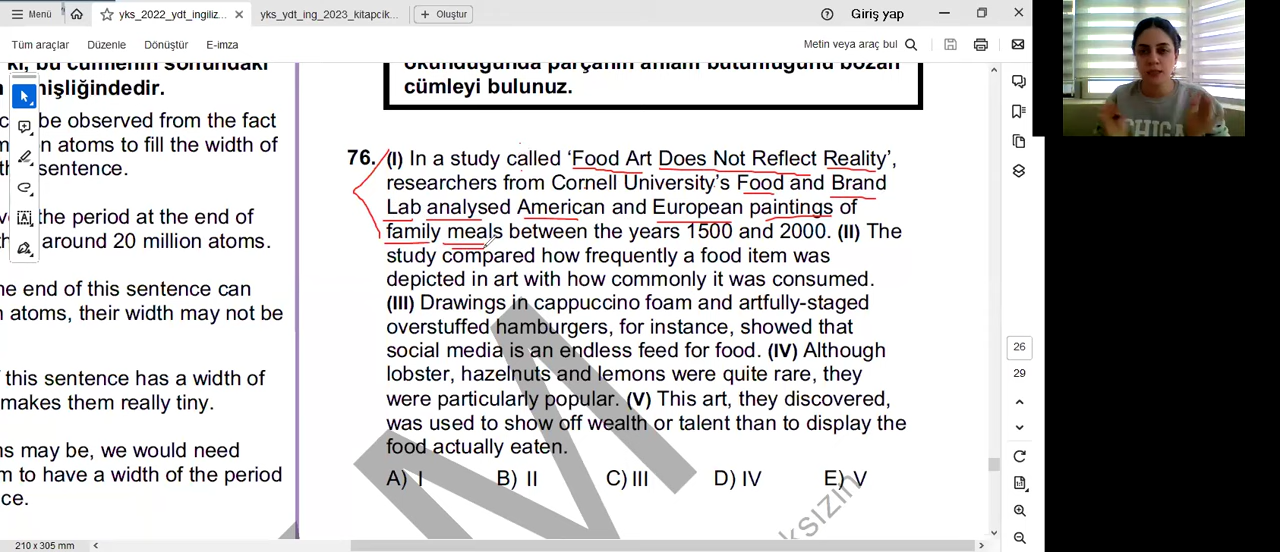 Menü
yks_2022_ydt_ingiliz... ×
yks_ydt_ing_2023_kitapcik...
+ Oluştur
Giriş yap
Tüm araçlar Düzenle Dönüştür E-imza
Metin veya araç bul
ki, bu cümlenin sonundaki
nişliğindedir.
be observed from the fact
n atoms to fill the width of
sentence.
the period at the end of
around 20 million atoms.
ne end of this sentence can
n atoms, their width may not be
f this sentence has a width of
makes them really tiny.
ns may be, we would need
m to have a width of the period
ce.
okunduğunda parçanın anlam bütünlüğünü bozan
cümleyi bulunuz.
76. (I) In a study called ‘Food Art Does Not Reflect Reality’,
researchers from Cornell University’s Food and Brand
Lab analysed American and European paintings of
family meals between the years 1500 and 2000. (II) The
study compared how frequently a food item was
depicted in art with how commonly it was consumed.
(III) Drawings in cappuccino foam and artfully-staged
overstuffed hamburgers, for instance, showed that
social media is an endless feed for food. (IV) Although
lobster, hazelnuts and lemons were quite rare, they
were particularly popular. (V) This art, they discovered,
was used to show off wealth or talent than to display the
food actually eaten.
A) I B) II C) III D) IV E) V
26
29
210 x 305 mm